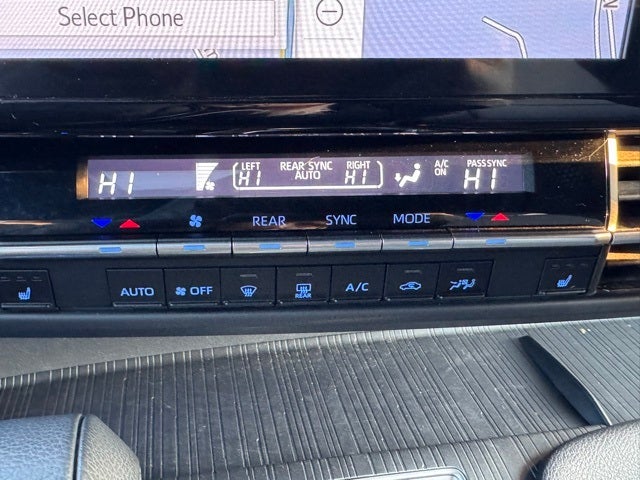 Select Phone
N
LEFT REAR SYNC RIGHT A/C PASS SYNC
HI HI AUTO HI ON HI
REAR SYNC MODE
AUTO OFF REAR A/C